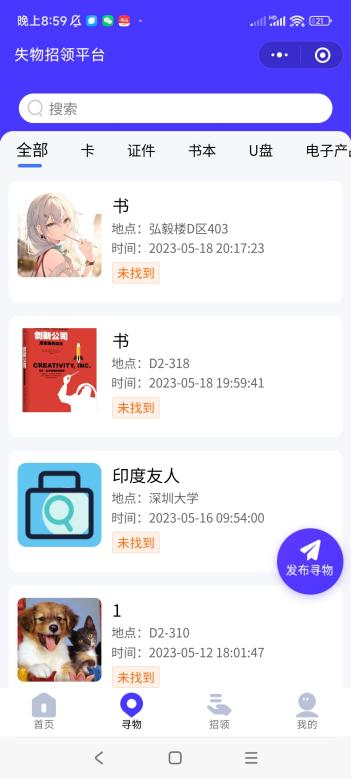 晚上8:59
21
失物招领平台
搜索
全部 卡 证件 书本 U盘 电子产品
书
地点：弘毅楼D区403
时间：2023-05-18 20:17:23
未找到
创新公司
CREATIVITY, INC.
书
地点：D2-318
时间：2023-05-18 19:59:41
未找到
印度友人
地点：深圳大学
时间：2023-05-16 09:54:00
未找到
发布寻物
1
地点：D2-310
时间：2023-05-12 18:01:47
未找到
首页 寻物 招领 我的